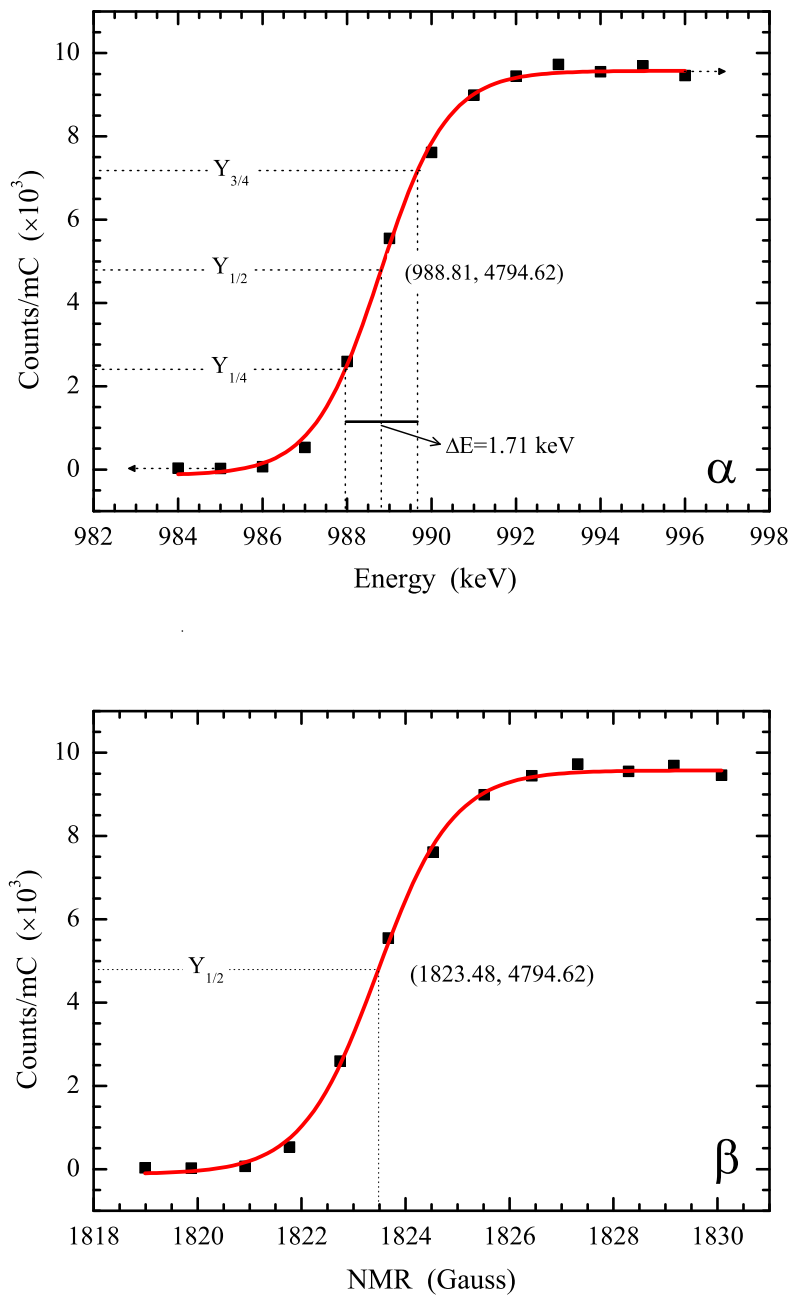 10
8
6
4
2
0
Counts/mC (×10³)
Y3/4
Y1/2
Y1/4
(988.81, 4794.62)
ΔE=1.71 keV
α
982 984 986 988 990 992 994 996 998
Energy (keV)
10
8
6
4
2
0
Counts/mC (×10³)
Y1/2
(1823.48, 4794.62)
β
1818 1820 1822 1824 1826 1828 1830
NMR (Gauss)